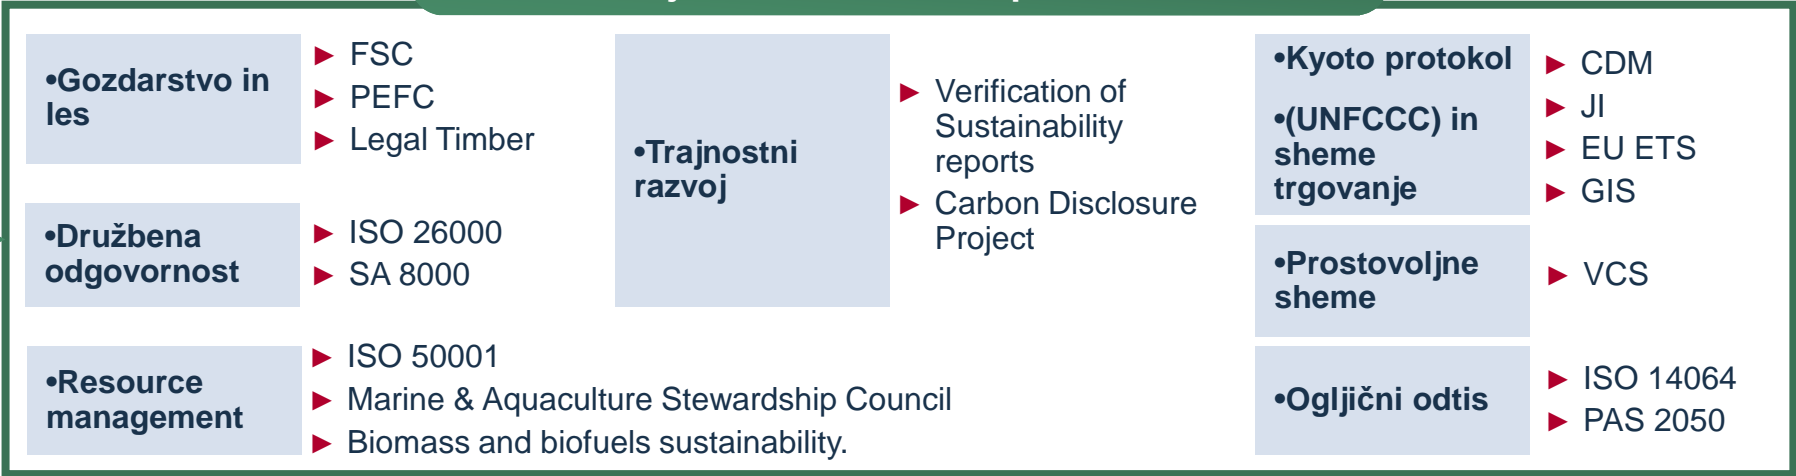 •Gozdarstvo in
les
► FSC
► PEFC
► Legal Timber
•Družbena
odgovornost
► ISO 26000
► SA 8000
•Resource
management
► ISO 50001
► Marine & Aquaculture Stewardship Council
► Biomass and biofuels sustainability.
•Trajnostni
razvoj
► Verification of
Sustainability
reports
► Carbon Disclosure
Project
•Kyoto protokol
•(UNFCCC) in
sheme
trgovanje
► CDM
► JI
► EU ETS
► GIS
•Prostovoljne
sheme
► VCS
•Ogljični odtis
► ISO 14064
► PAS 2050